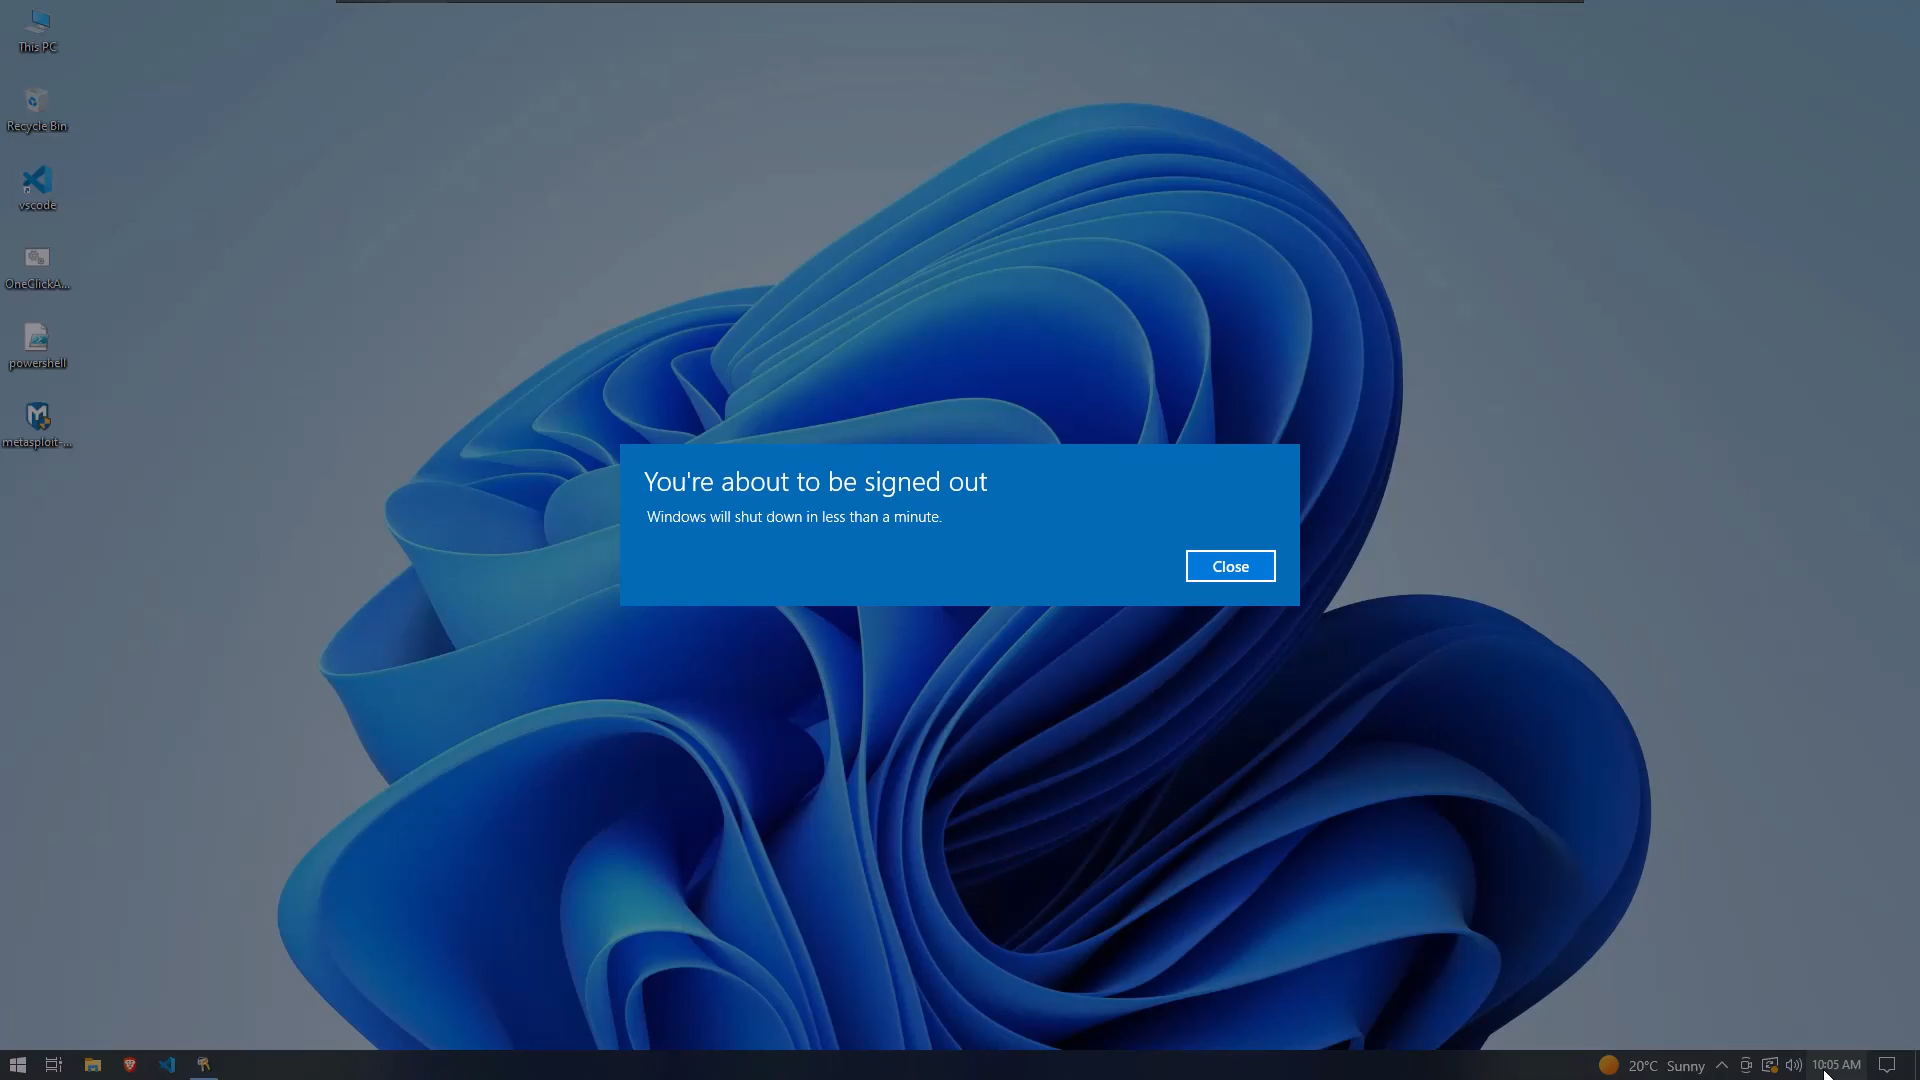 This PC
Recycle Bin
vscode
OneClickA...
powershell
metasploit-...
You're about to be signed out
Windows will shut down in less than a minute.
Close
20°C Sunny
10:05 AM